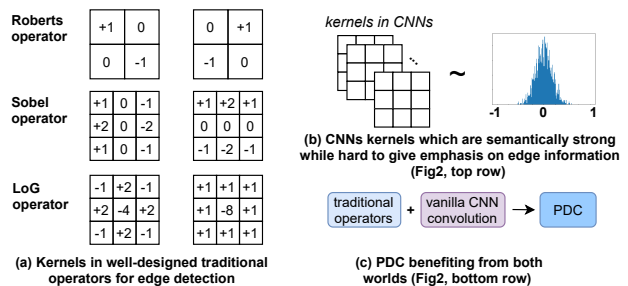 Roberts
operator
+1 0
0 -1
0 +1
-1 0
Sobel
operator
+1 0 -1
+2 0 -2
+1 0 -1
+1 +2 +1
0 0 0
-1 -2 -1
LoG
operator
-1 +2 -1
+2 -4 +2
-1 +2 -1
+1 +1 +1
+1 -8 +1
+1 +1 +1
(a) Kernels in well-designed traditional
operators for edge detection
kernels in CNNs
...
~
-1 0 1
(b) CNNs kernels which are semantically strong
while hard to give emphasis on edge information
(Fig2, top row)
traditional
operators
+
vanilla CNN
convolution
PDC
(c) PDC benefiting from both
worlds (Fig2, bottom row)